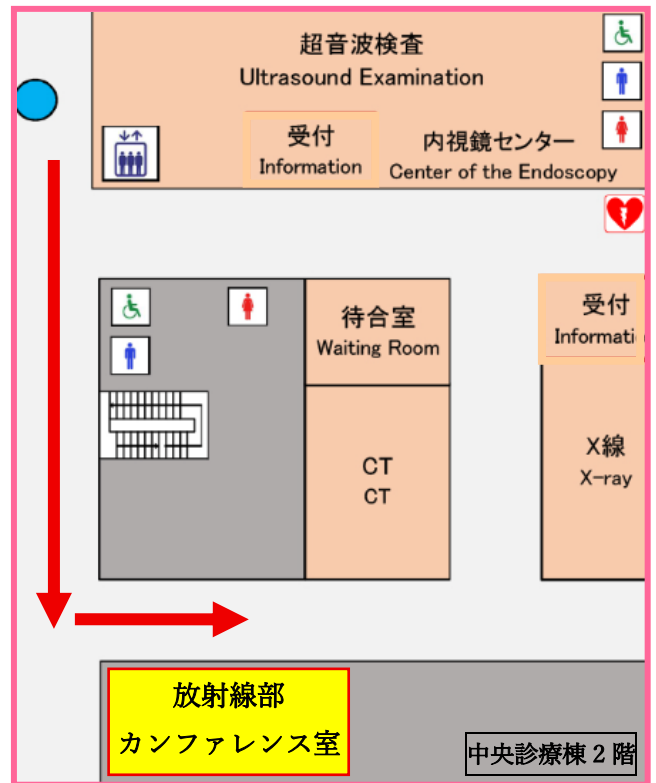 超音波検査
Ultrasound Examination
受付
Information
内視鏡センター
Center of the Endoscopy
待合室
Waiting Room
受付
Informati
CT
CT
X線
X-ray
放射線部
カンファレンス室
中央診療棟2階